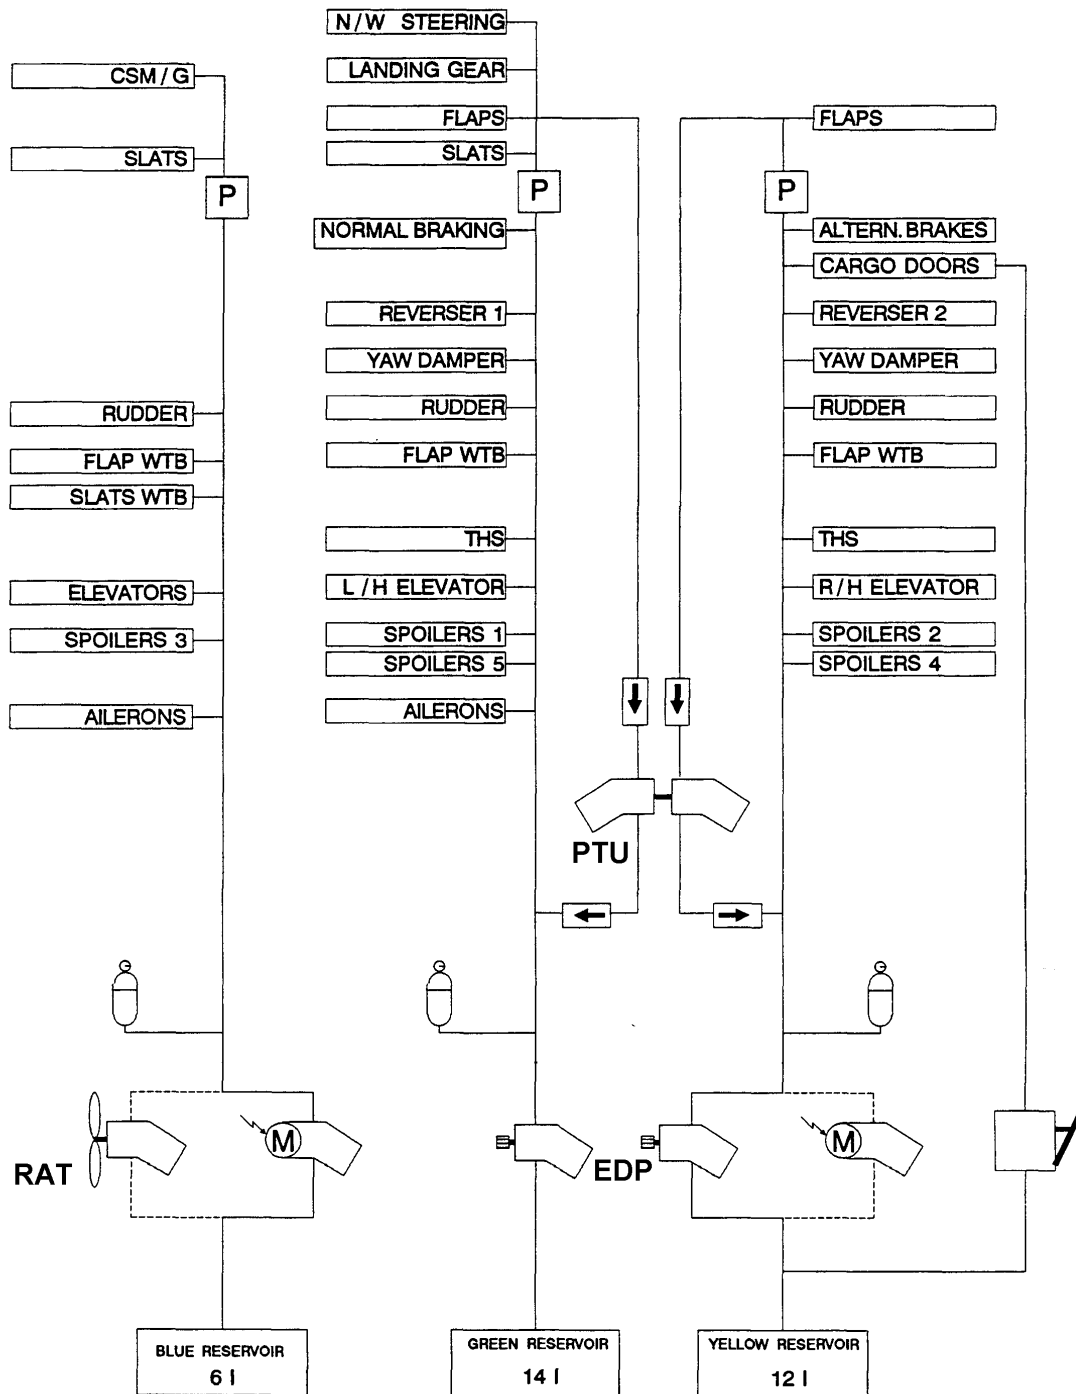 N/W STEERING
CSM / G
LANDING GEAR
FLAPS
FLAPS
SLATS
SLATS
P
P
P
NORMAL BRAKING
ALTERN. BRAKES
CARGO DOORS
REVERSER 1
REVERSER 2
YAW DAMPER
YAW DAMPER
RUDDER
RUDDER
RUDDER
FLAP WTB
FLAP WTB
FLAP WTB
SLATS WTB
THS
THS
ELEVATORS
L / H ELEVATOR
R / H ELEVATOR
SPOILERS 3
SPOILERS 1
SPOILERS 2
SPOILERS 5
SPOILERS 4
AILERONS
AILERONS
PTU
M
M
RAT
EDP
BLUE RESERVOIR
6 l
GREEN RESERVOIR
14 l
YELLOW RESERVOIR
12 l